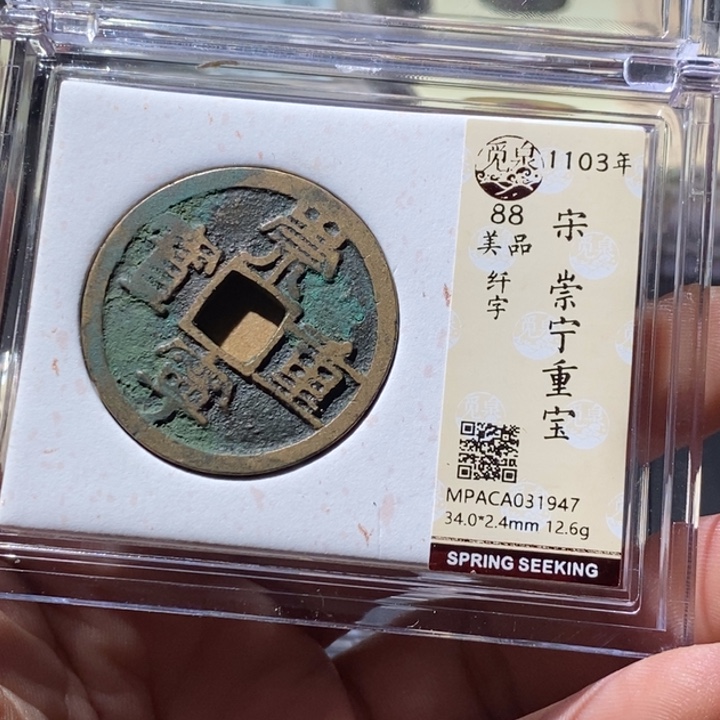 崇寧重寶
觅泉
1103年
88
美品
纤字
宋 崇宁重宝
MPACA031947
34.0*2.4mm 12.6g
SPRING SEEKING